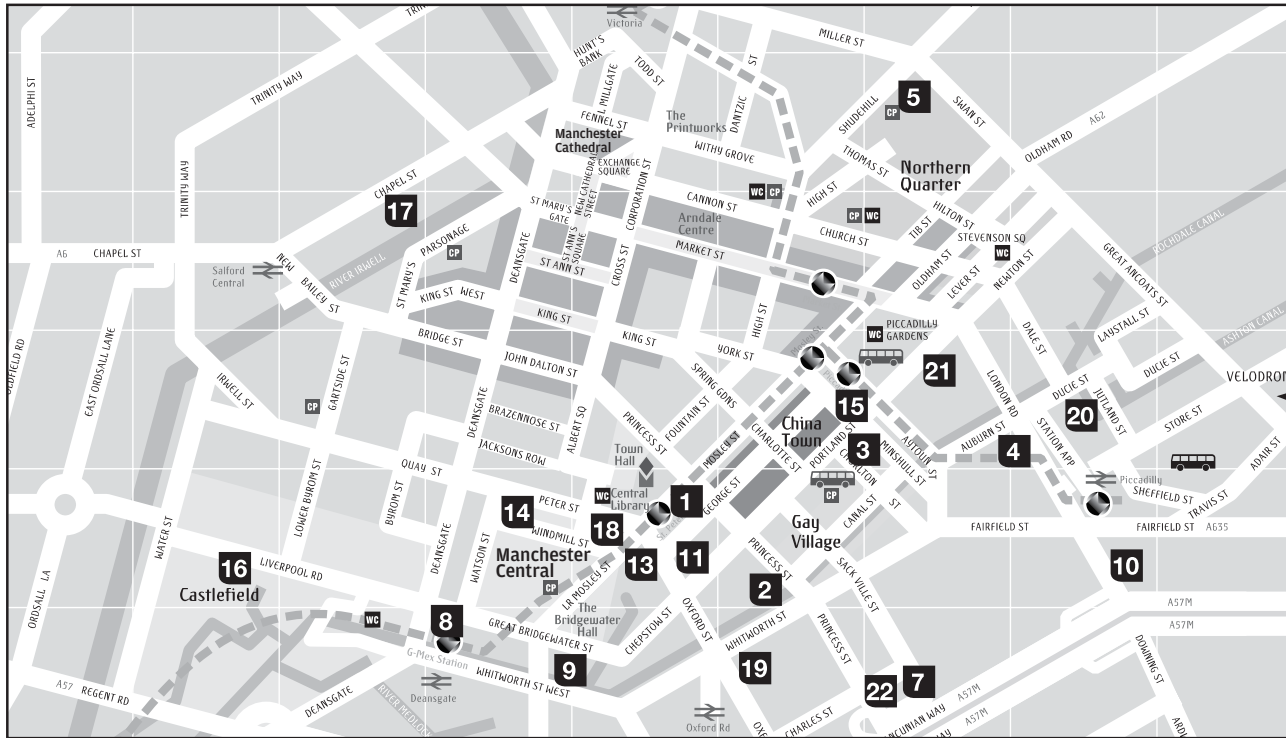 Victoria
MILLER ST
HUNT'S
BANK
TODD ST
L MILLGATE
DANTZIC
ST
5
CP
SHUDEHILL
SWAN ST
OLDHAM RD
A62
ADELPHI ST
TRINITY WAY
FENNEL ST
The
Printworks
Manchester
Cathedral
WITHY GROVE
EXCHANGE
SQUARE
THOMAS ST
Northern
Quarter
TRINITY WAY
CHAPEL ST
17
ST MARY'S
GATE
NEW CATHEDRAL
STREET
CORPORATION ST
CANNON ST
WC
CP
HIGH ST
CP
WC
HILTON ST
TIB ST
Arndale
Centre
CHURCH ST
STEVENSON SQ
WC
ROCHDALE CANAL
A6
CHAPEL ST
Salford
Central
NEW
BAILEY ST
RIVER IRWELL
PARSONAGE
CP
ST MARY'S
DEANSGATE
ST ANN'S
SQUARE
ST ANN ST
CROSS ST
MARKET ST
OLDHAM ST
LEVER ST
NEWTON ST
GREAT ANCOATS ST
KING ST WEST
KING ST
KING ST
HIGH ST
YORK ST
WC
PICCADILLY
GARDENS
DALE ST
LAYSTALL ST
ASHTON CANAL
OLDFIELD RD
EAST ORDSALL LANE
IRWELL ST
GARTSIDE ST
BRIDGE ST
JOHN DALTON ST
SPRING GDNS
21
LONDON RD
DUCIE ST
DUCIE ST
VELODROM
CP
DEANSGATE
BRAZENNOSE ST
ALBERT SQ
PRINCESS ST
FOUNTAIN ST
MOSLEY ST
China
Town
15
PORTLAND ST
3
MINSHULL ST
AUBURN ST
4
STATION APP
20
JUTLAND ST
STORE ST
ADAIR ST
JACKSONS ROW
QUAY ST
LOWER BYROM ST
BYROM ST
Town
Hall
CHARLOTTE ST
CP
Piccadilly
SHEFFIELD ST
TRAVIS ST
WATER ST
14
PETER ST
WC
Central
Library
1
GEORGE ST
Gay
Village
CANAL ST
ST
FAIRFIELD ST
FAIRFIELD ST
A635
WINDMILL ST
18
16
LIVERPOOL RD
DEANSGATE
WATSON ST
Manchester
Central
13
11
PRINCESS ST
SACK VILLE ST
10
Castlefield
CP
LR MOSLEY ST
2
ORDSALL LA
WC
8
The
Bridgewater
Hall
CHEPSTOW ST
OXFORD ST
WHITWORTH ST
A57M
A57M
GREAT BRIDGEWATER ST
G-Mex Station
9
19
PRINCESS ST
DOWNING ST
A57
REGENT RD
Deansgate
WHITWORTH ST WEST
22
7
A57M
DEANSGATE
Oxford Rd
CHARLES ST
A57M